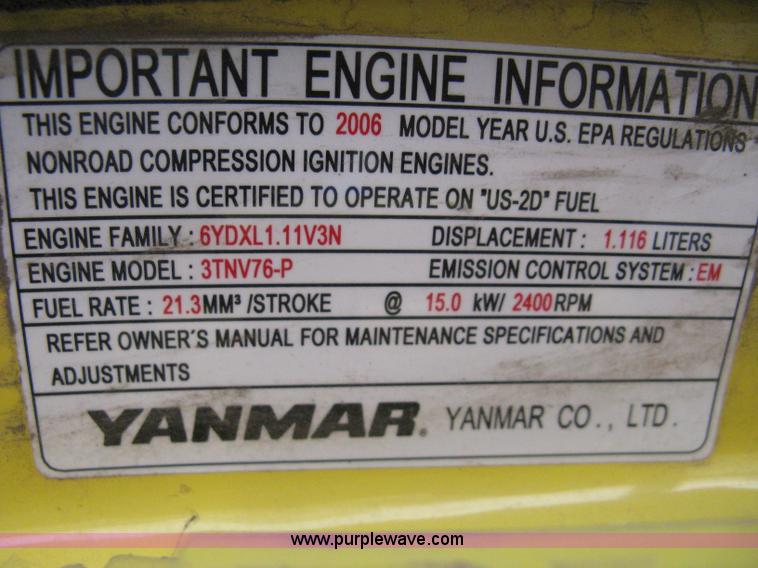 IMPORTANT ENGINE INFORMATION
THIS ENGINE CONFORMS TO 2006 MODEL YEAR U.S. EPA REGULATIONS
NONROAD COMPRESSION IGNITION ENGINES.
THIS ENGINE IS CERTIFIED TO OPERATE ON "US-2D" FUEL
ENGINE FAMILY : 6YDXL1.11V3N DISPLACEMENT : 1.116 LITERS
ENGINE MODEL : 3TNV76-P EMISSION CONTROL SYSTEM : EM
FUEL RATE : 21.3MM³ /STROKE @ 15.0 kW/ 2400RPM
REFER OWNER'S MANUAL FOR MAINTENANCE SPECIFICATIONS AND
ADJUSTMENTS
YANMAR. YANMAR CO., LTD.
www.purplewave.com